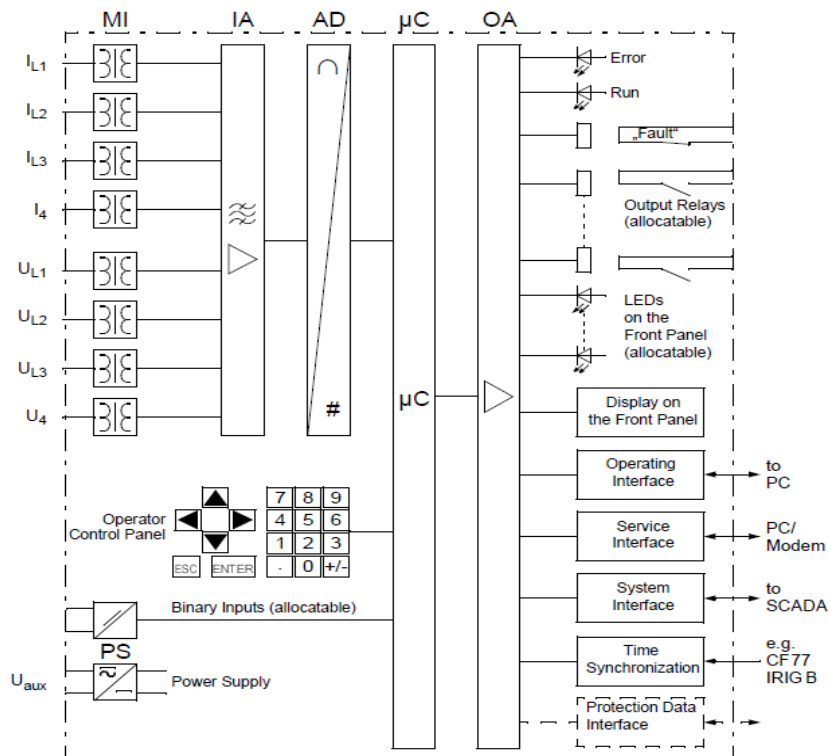 MI IA AD µC OA
IL1
IL2
IL3
I4
UL1
UL2
UL3
U4
#
µC
Error
Run
„Fault“
Output Relays
(allocatable)
LEDs
on the
Front Panel
(allocatable)
Display on
the Front Panel
Operating
Interface
to
PC
Service
Interface
PC/
Modem
System
Interface
to
SCADA
Time
Synchronization
e.g.
CF77
IRIG B
Protection Data
Interface
Operator
Control Panel
7 8 9
4 5 6
1 2 3
. 0 +/-
ESC ENTER
Binary Inputs (allocatable)
PS
Uaux
Power Supply